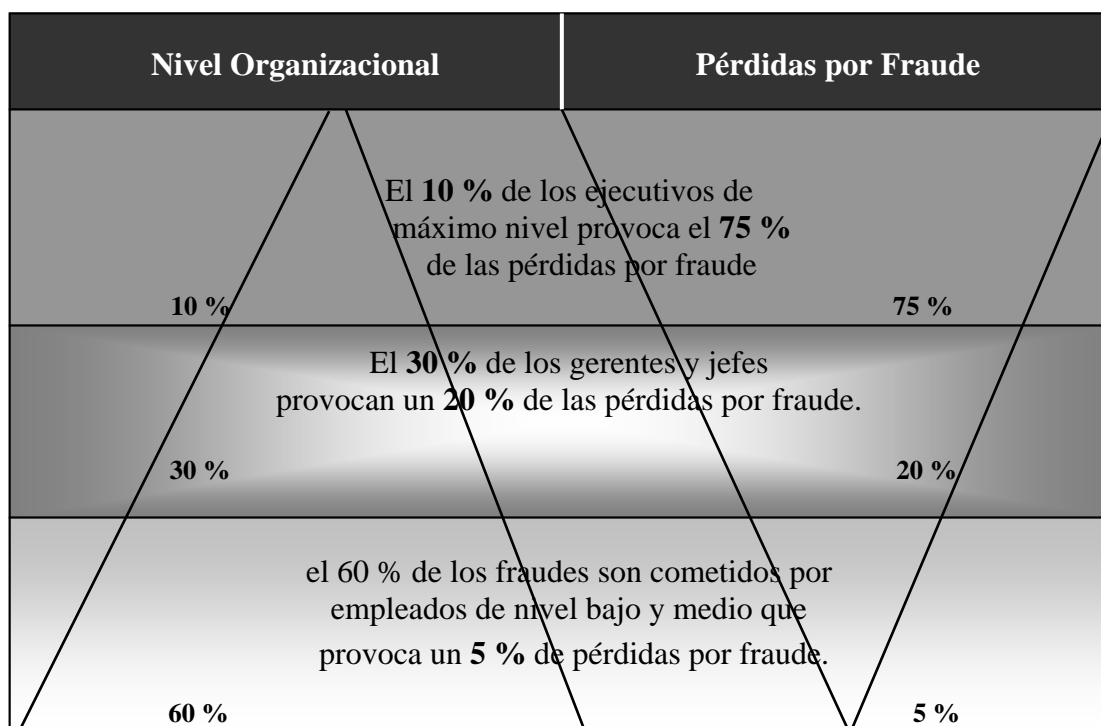 Nivel Organizacional
Pérdidas por Fraude
El 10 % de los ejecutivos de
máximo nivel provoca el 75 %
de las pérdidas por fraude
10 %
75 %
El 30 % de los gerentes y jefes
provocan un 20 % de las pérdidas por fraude.
30 %
20 %
el 60 % de los fraudes son cometidos por
empleados de nivel bajo y medio que
provoca un 5 % de pérdidas por fraude.
60 %
5 %